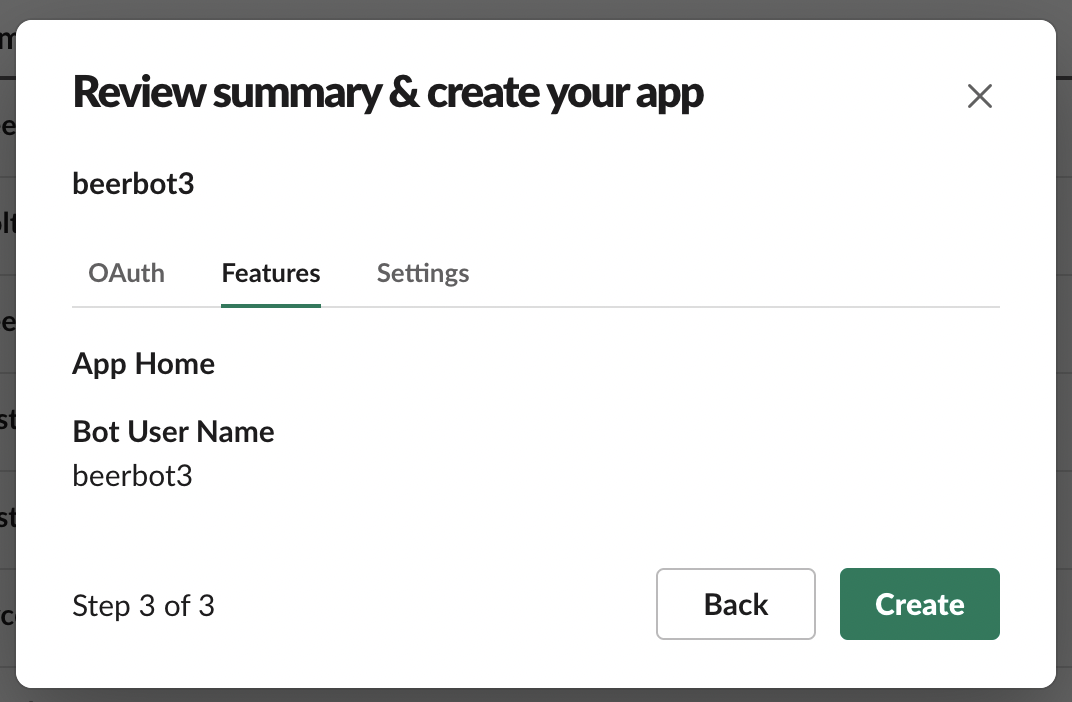 Review summary & create your app
beerbot3
OAuth Features Settings
App Home
Bot User Name
beerbot3
Step 3 of 3
Back Create